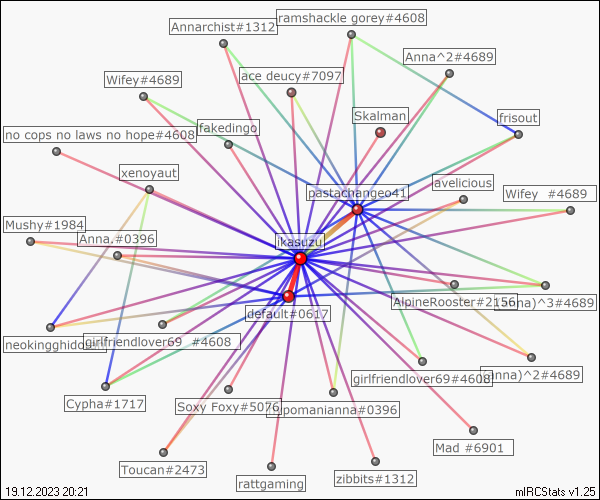 ramshackle gorey#4608
Annarchist#1312
Anna^2#4689
ace deucy#7097
Wifey#4689
Skalman
frisout
fakedingo
no cops no laws no hope#4608
xenoyaut
avelicious
pastachangeo41
Wifey #4689
Mushy#1984
Anna.#0396
ikasuzu
AlpineRooster#2156
nna)^3#4689
default#0617
neokingghido
girlfriendlover69 #4608
girlfriendlover69#4608
anna)^2#4689
Cypha#1717
Soxy Foxy#5076
lpomanianna#0396
Mad #6901
Toucan#2473
rattgaming
zibbits#1312
19.12.2023 20:21
mIRCStats v1.25